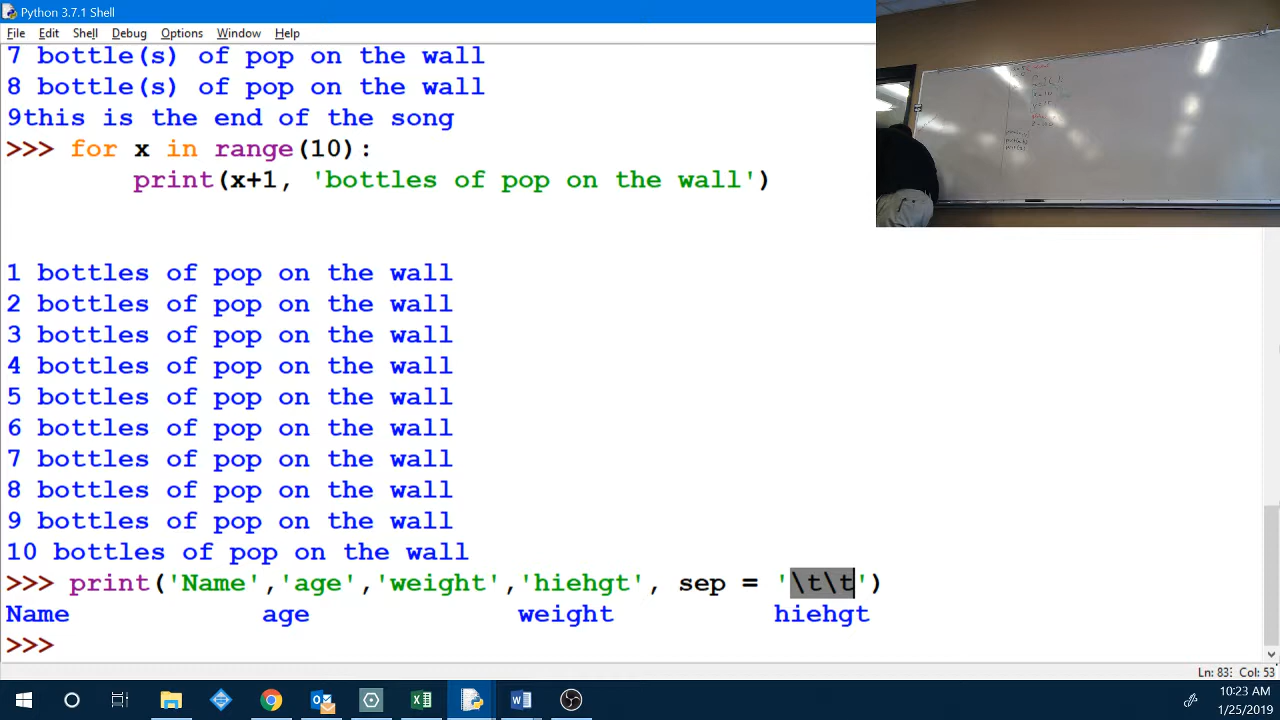 Python 3.7.1 Shell
File Edit Shell Debug Options Window Help
7 bottle(s) of pop on the wall
8 bottle(s) of pop on the wall
9this is the end of the song
>>> for x in range(10):
print(x+1, 'bottles of pop on the wall')
1 bottles of pop on the wall
2 bottles of pop on the wall
3 bottles of pop on the wall
4 bottles of pop on the wall
5 bottles of pop on the wall
6 bottles of pop on the wall
7 bottles of pop on the wall
8 bottles of pop on the wall
9 bottles of pop on the wall
10 bottles of pop on the wall
>>> print('Name','age','weight','hiehgt', sep = '\t\t')
Name age weight hiehgt
>>>
Ln: 83 Col: 53
10:23 AM
1/25/2019